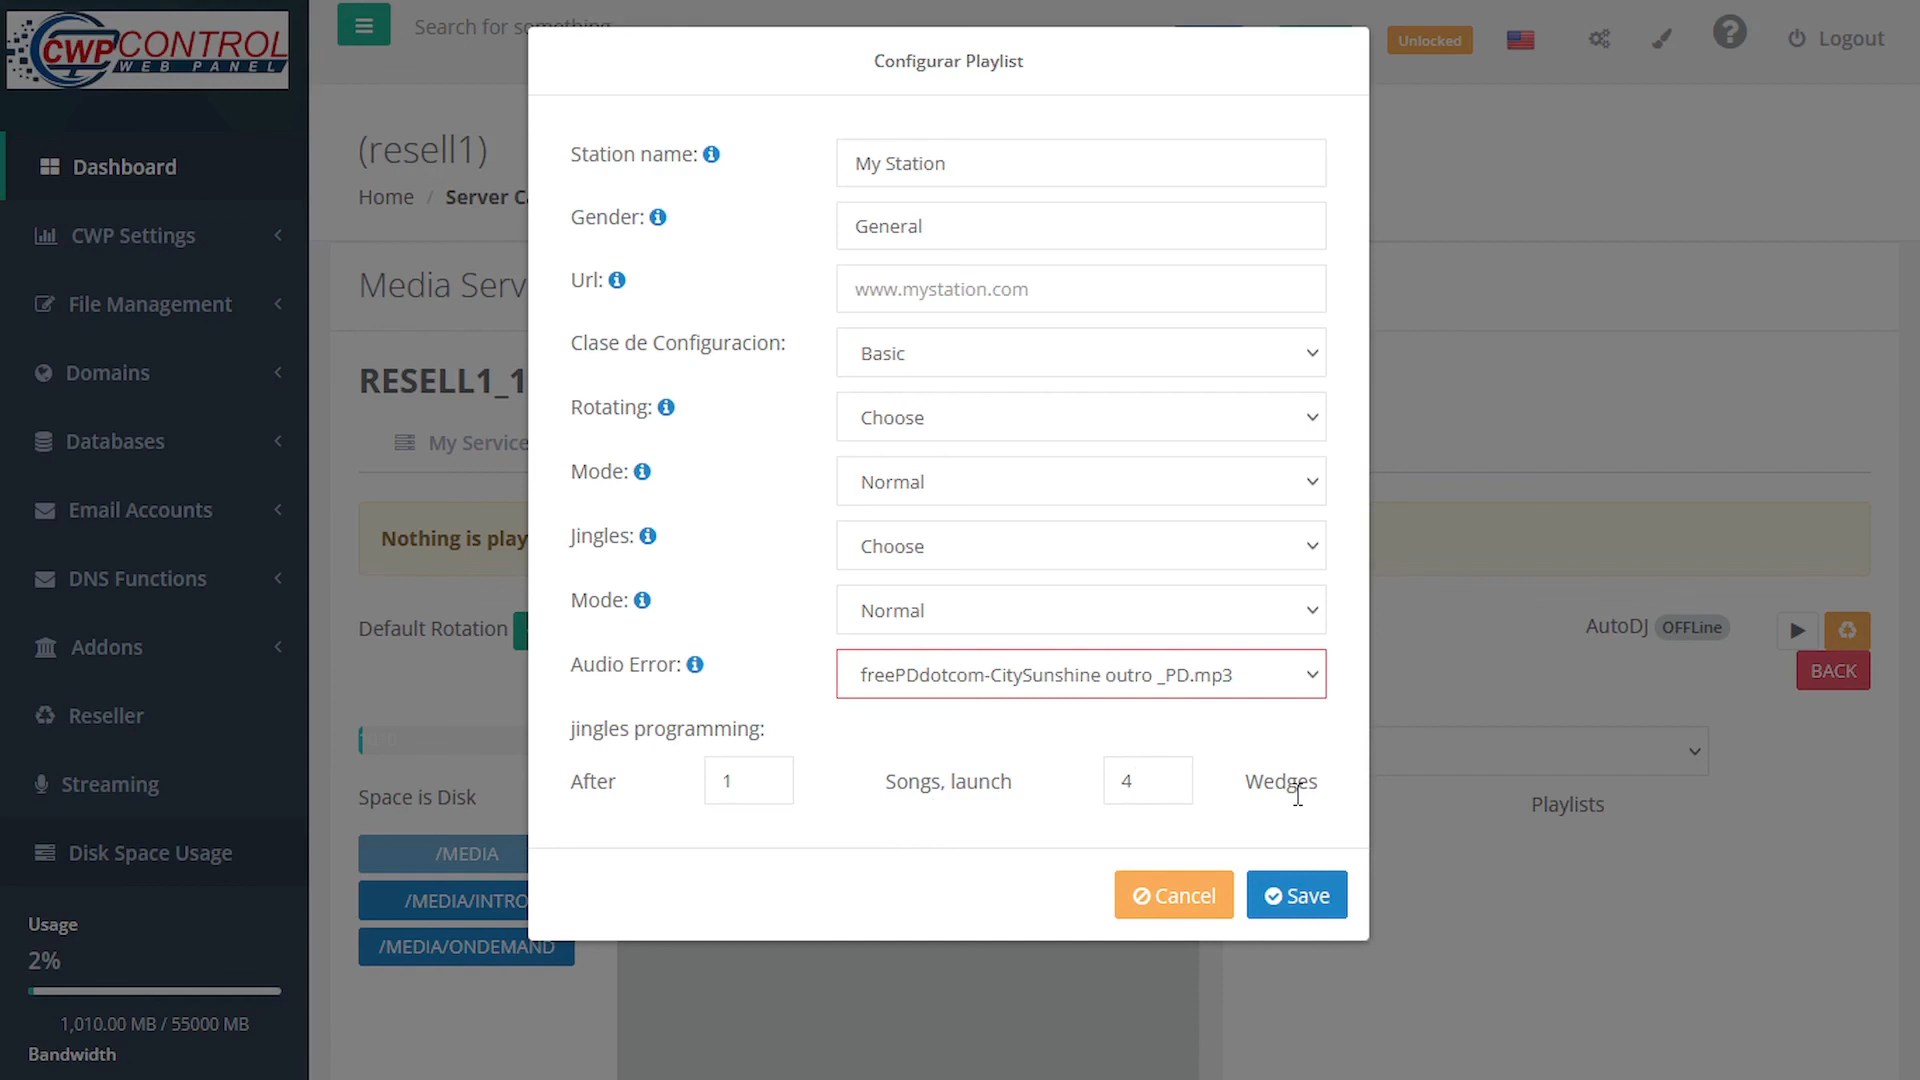 CWP CONTROL
WEB PANEL
Search for something
Unlocked
Logout
Configurar Playlist
(resell1)
Home / Server
Media Serv
RESELL1_1
My Service
Nothing is play
Default Rotation
AutoDJ OFFLine
BACK
Space is Disk
Playlists
/MEDIA
/MEDIA/INTRO
/MEDIA/ONDEMAND
Dashboard
CWP Settings
File Management
Domains
Databases
Email Accounts
DNS Functions
Addons
Reseller
Streaming
Disk Space Usage
Usage
2%
1,010.00 MB / 55000 MB
Bandwidth
Station name: My Station
Gender: General
Url: www.mystation.com
Clase de Configuracion: Basic
Rotating: Choose
Mode: Normal
Jingles: Choose
Mode: Normal
Audio Error: freePDdotcom-CitySunshine outro _PD.mp3
jingles programming:
After 1 Songs, launch 4 Wedges
Cancel Save